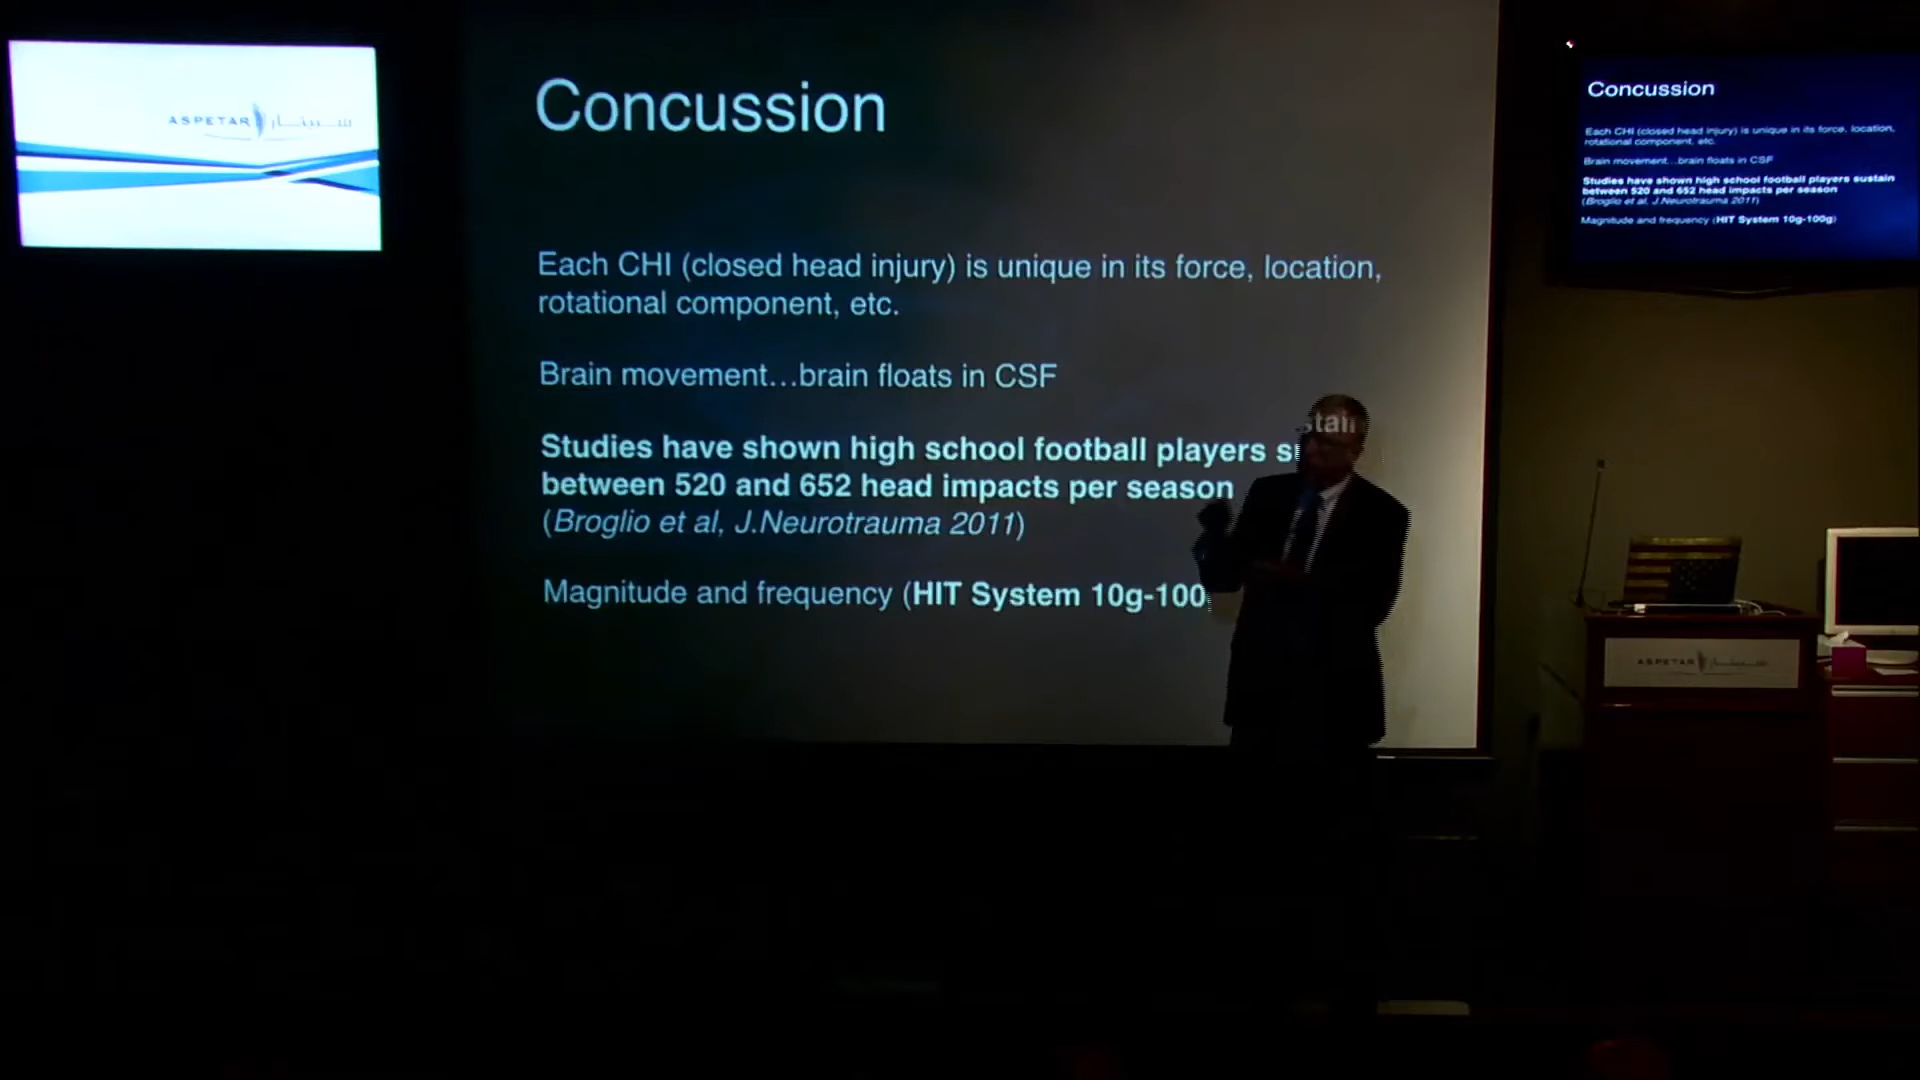 ASPETAR سبيتار
Concussion
Each CHI (closed head injury) is unique in its force, location,
rotational component, etc.
Brain movement...brain floats in CSF
Studies have shown high school football players sustain
between 520 and 652 head impacts per season
(Broglio et al, J.Neurotrauma 2011)
Magnitude and frequency (HIT System 10g-100
Concussion
Each CHI (closed head injury) is unique in its force, location,
rotational component, etc.
Brain movement...brain floats in CSF
Studies have shown high school football players sustain
between 520 and 652 head impacts per season
(Broglio et al, J.Neurotrauma 2011)
Magnitude and frequency (HIT System 10g-100g)
ASPETAR سبيتار